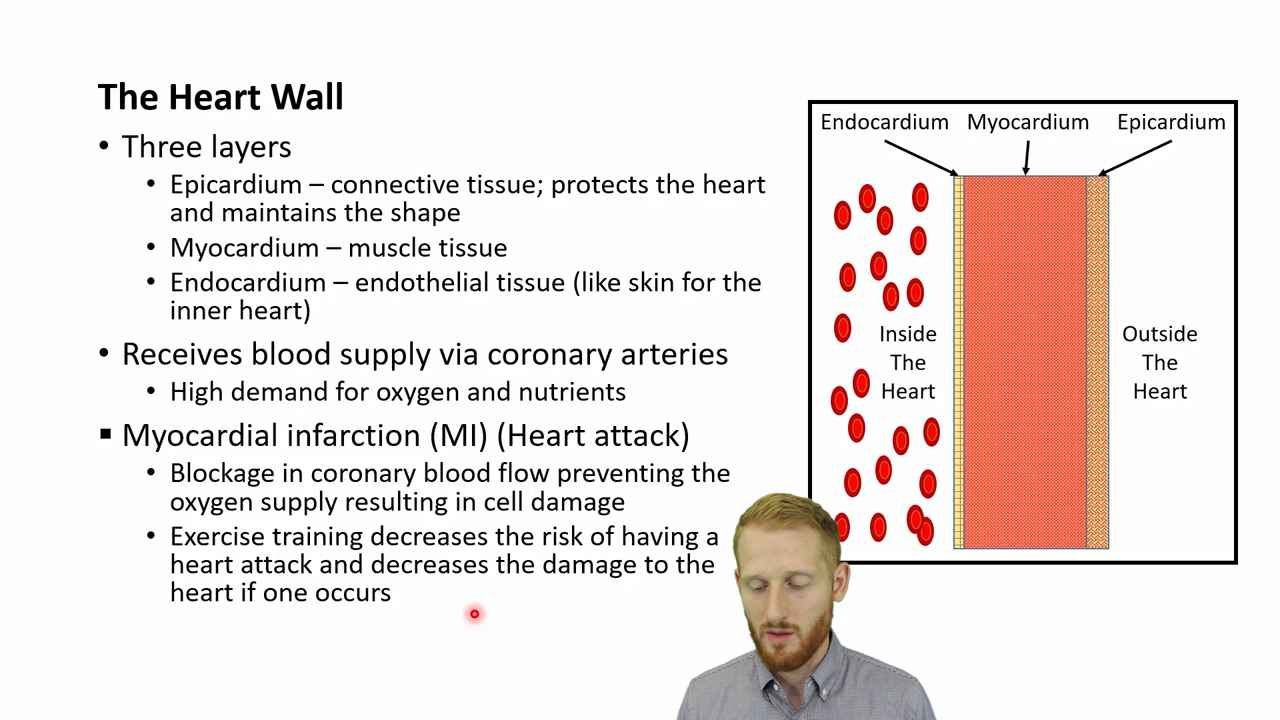 The Heart Wall
• Three layers
• Epicardium – connective tissue; protects the heart
and maintains the shape
• Myocardium – muscle tissue
• Endocardium – endothelial tissue (like skin for the
inner heart)
• Receives blood supply via coronary arteries
• High demand for oxygen and nutrients
▪ Myocardial infarction (MI) (Heart attack)
• Blockage in coronary blood flow preventing the
oxygen supply resulting in cell damage
• Exercise training decreases the risk of having a
heart attack and decreases the damage to the
heart if one occurs
Endocardium Myocardium Epicardium
Inside
The
Heart
Outside
The
Heart